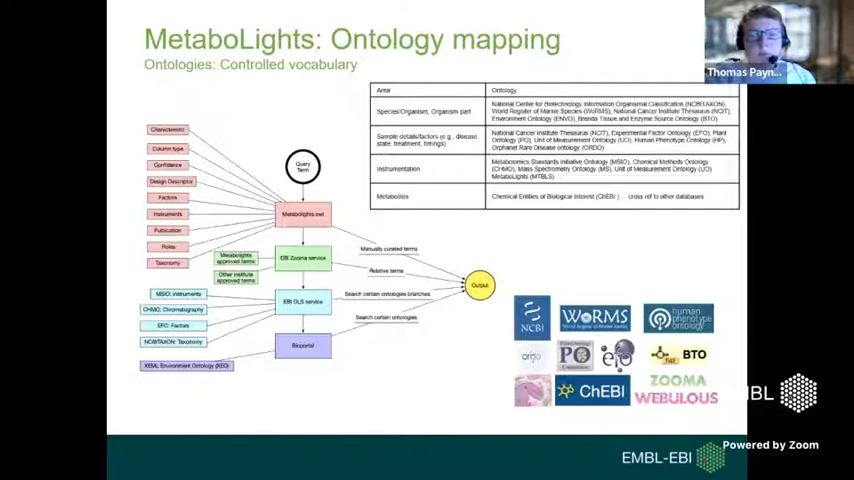 MetaboLights: Ontology mapping
Ontologies: Controlled vocabulary
Thomas Payn...
Area
Ontology
Species/Organism, Organism part
National Center for Biotechnology Information Organismal Classification (NCBITAXON),
World Register of Marine Species (WoRMS), National Cancer Institute Thesaurus (NCIT),
Environment Ontology (ENVO), Brenda Tissue and Enzyme Source Ontology (BTO)
Sample details/factors (e.g., disease
state, treatment, timings)
National Cancer Institute Thesaurus (NCIT), Experimental Factor Ontology (EFO), Plant
Ontology (PO), Unit of Measurement Ontology (UO), Human Phenotype Ontology (HP),
Orphanet Rare Disease ontology (ORDO)
Instrumentation
Metabolomics Standards Initiative Ontology (MSIO), Chemical Methods Ontology
(CHMO), Mass Spectrometry Ontology (MS), Unit of Measurement Ontology (UO)
MetaboLights (MTBLS) ...
Metabolites
Chemical Entities of Biological Interest (ChEBI) ... cross ref to other databases
Characteristic
Column type
Confidence
Design Descriptor
Factors
Instruments
Publication
Roles
Taxonomy
Query
Term
Metabolights.owl
Metabolights
approved terms
Other institute
approved terms
EBI Zooma service
MSIO: Instruments
CHMO: Chromatography
EFO: Factors
NCBITAXON: Taxonomy
EBI OLS service
XEML Environment Ontology (XEO)
Bioportal
Manually curated terms
Relative terms
Search certain ontologies branches
Search certain ontologies
Output
NCBI
WoRMS
World Register of Marine Species
human
phenotype
ontology
ordo
PO
efo
BTO
ChEBI
ZOOMA
WEBULOUS
EMBL-EBI
BL
Powered by Zoom